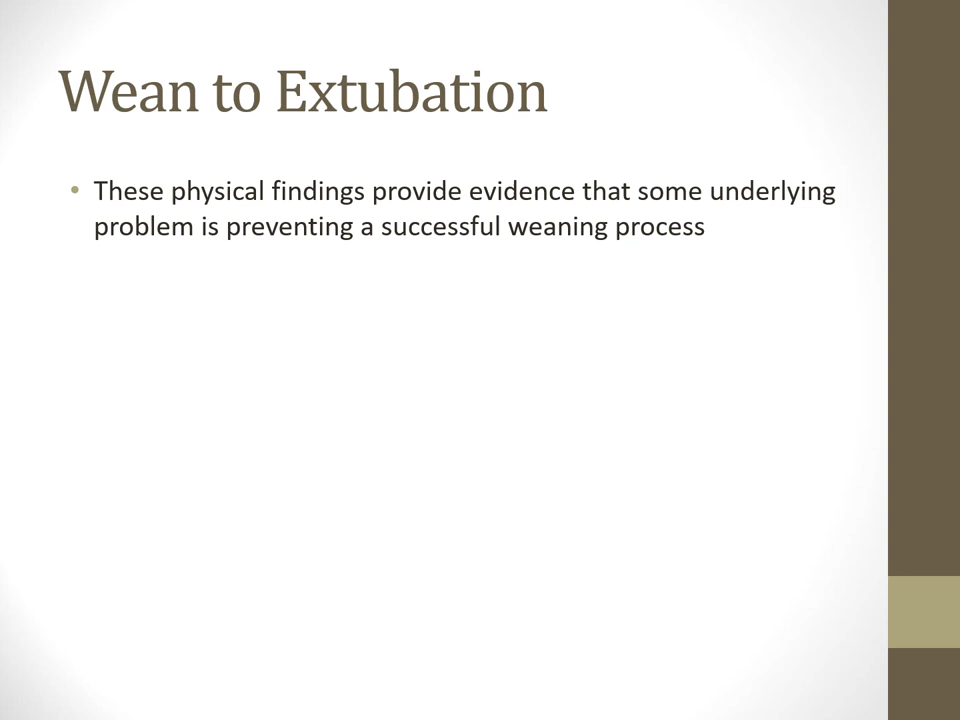 Wean to Extubation
• These physical findings provide evidence that some underlying
problem is preventing a successful weaning process